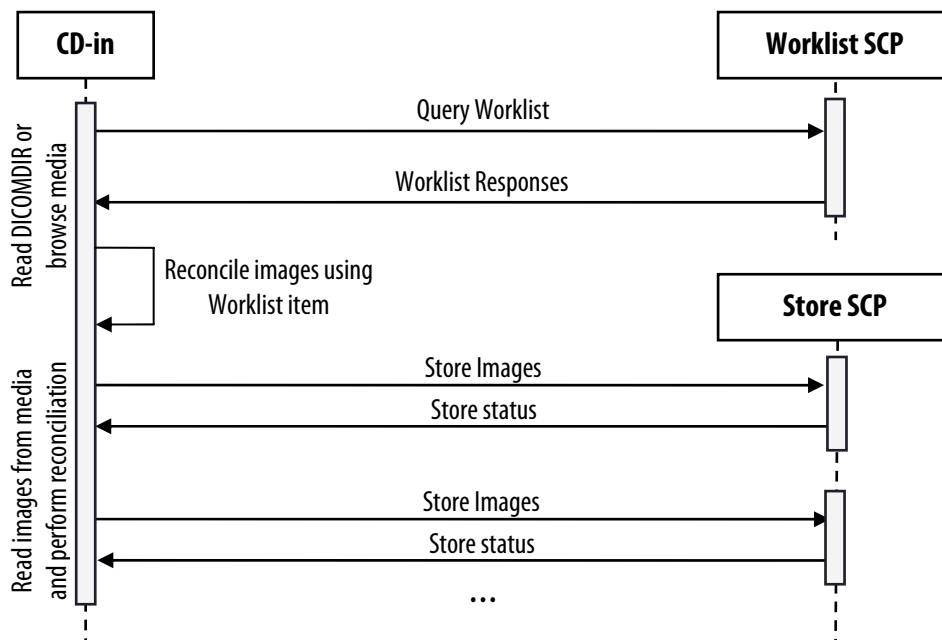 CD-in
Worklist SCP
Query Worklist
Worklist Responses
Read DICOMDIR or
browse media
Reconcile images using
Worklist item
Store SCP
Store Images
Store status
Read images from media
and perform reconciliation
Store Images
Store status
...